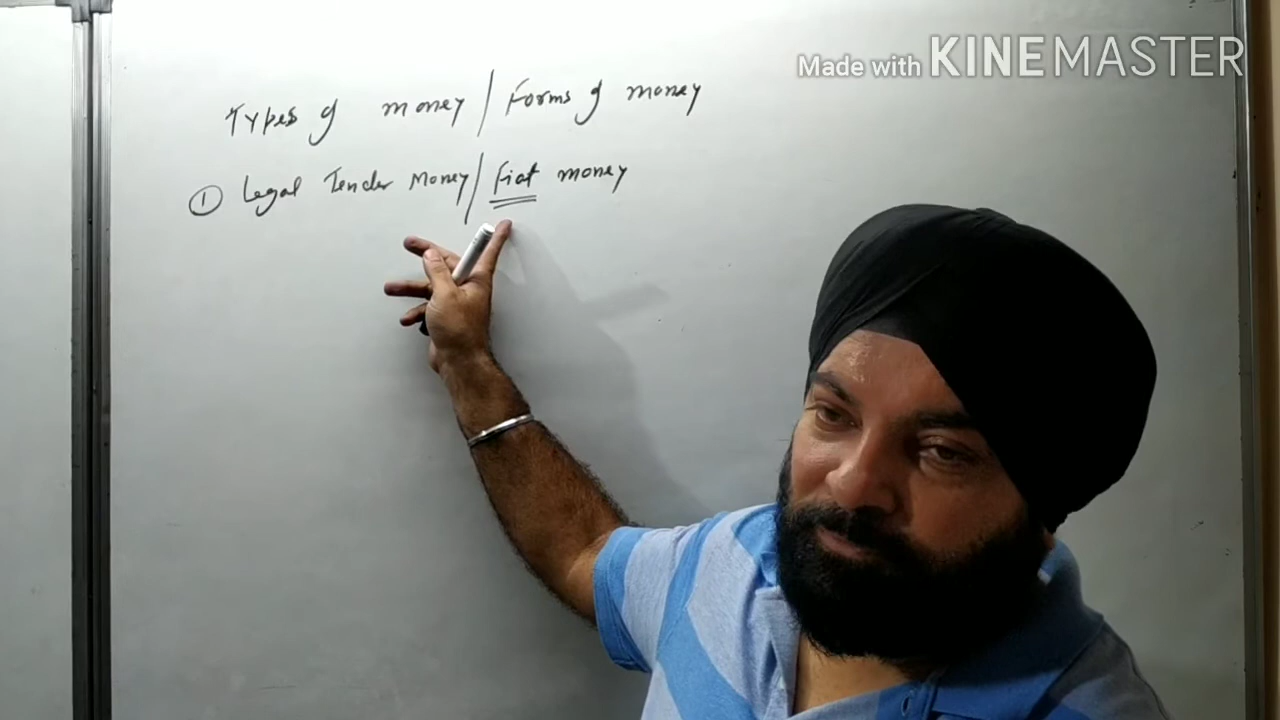 Made with KINEMASTER
Types of money / Forms of money
① Legal Tender Money / Fiat money